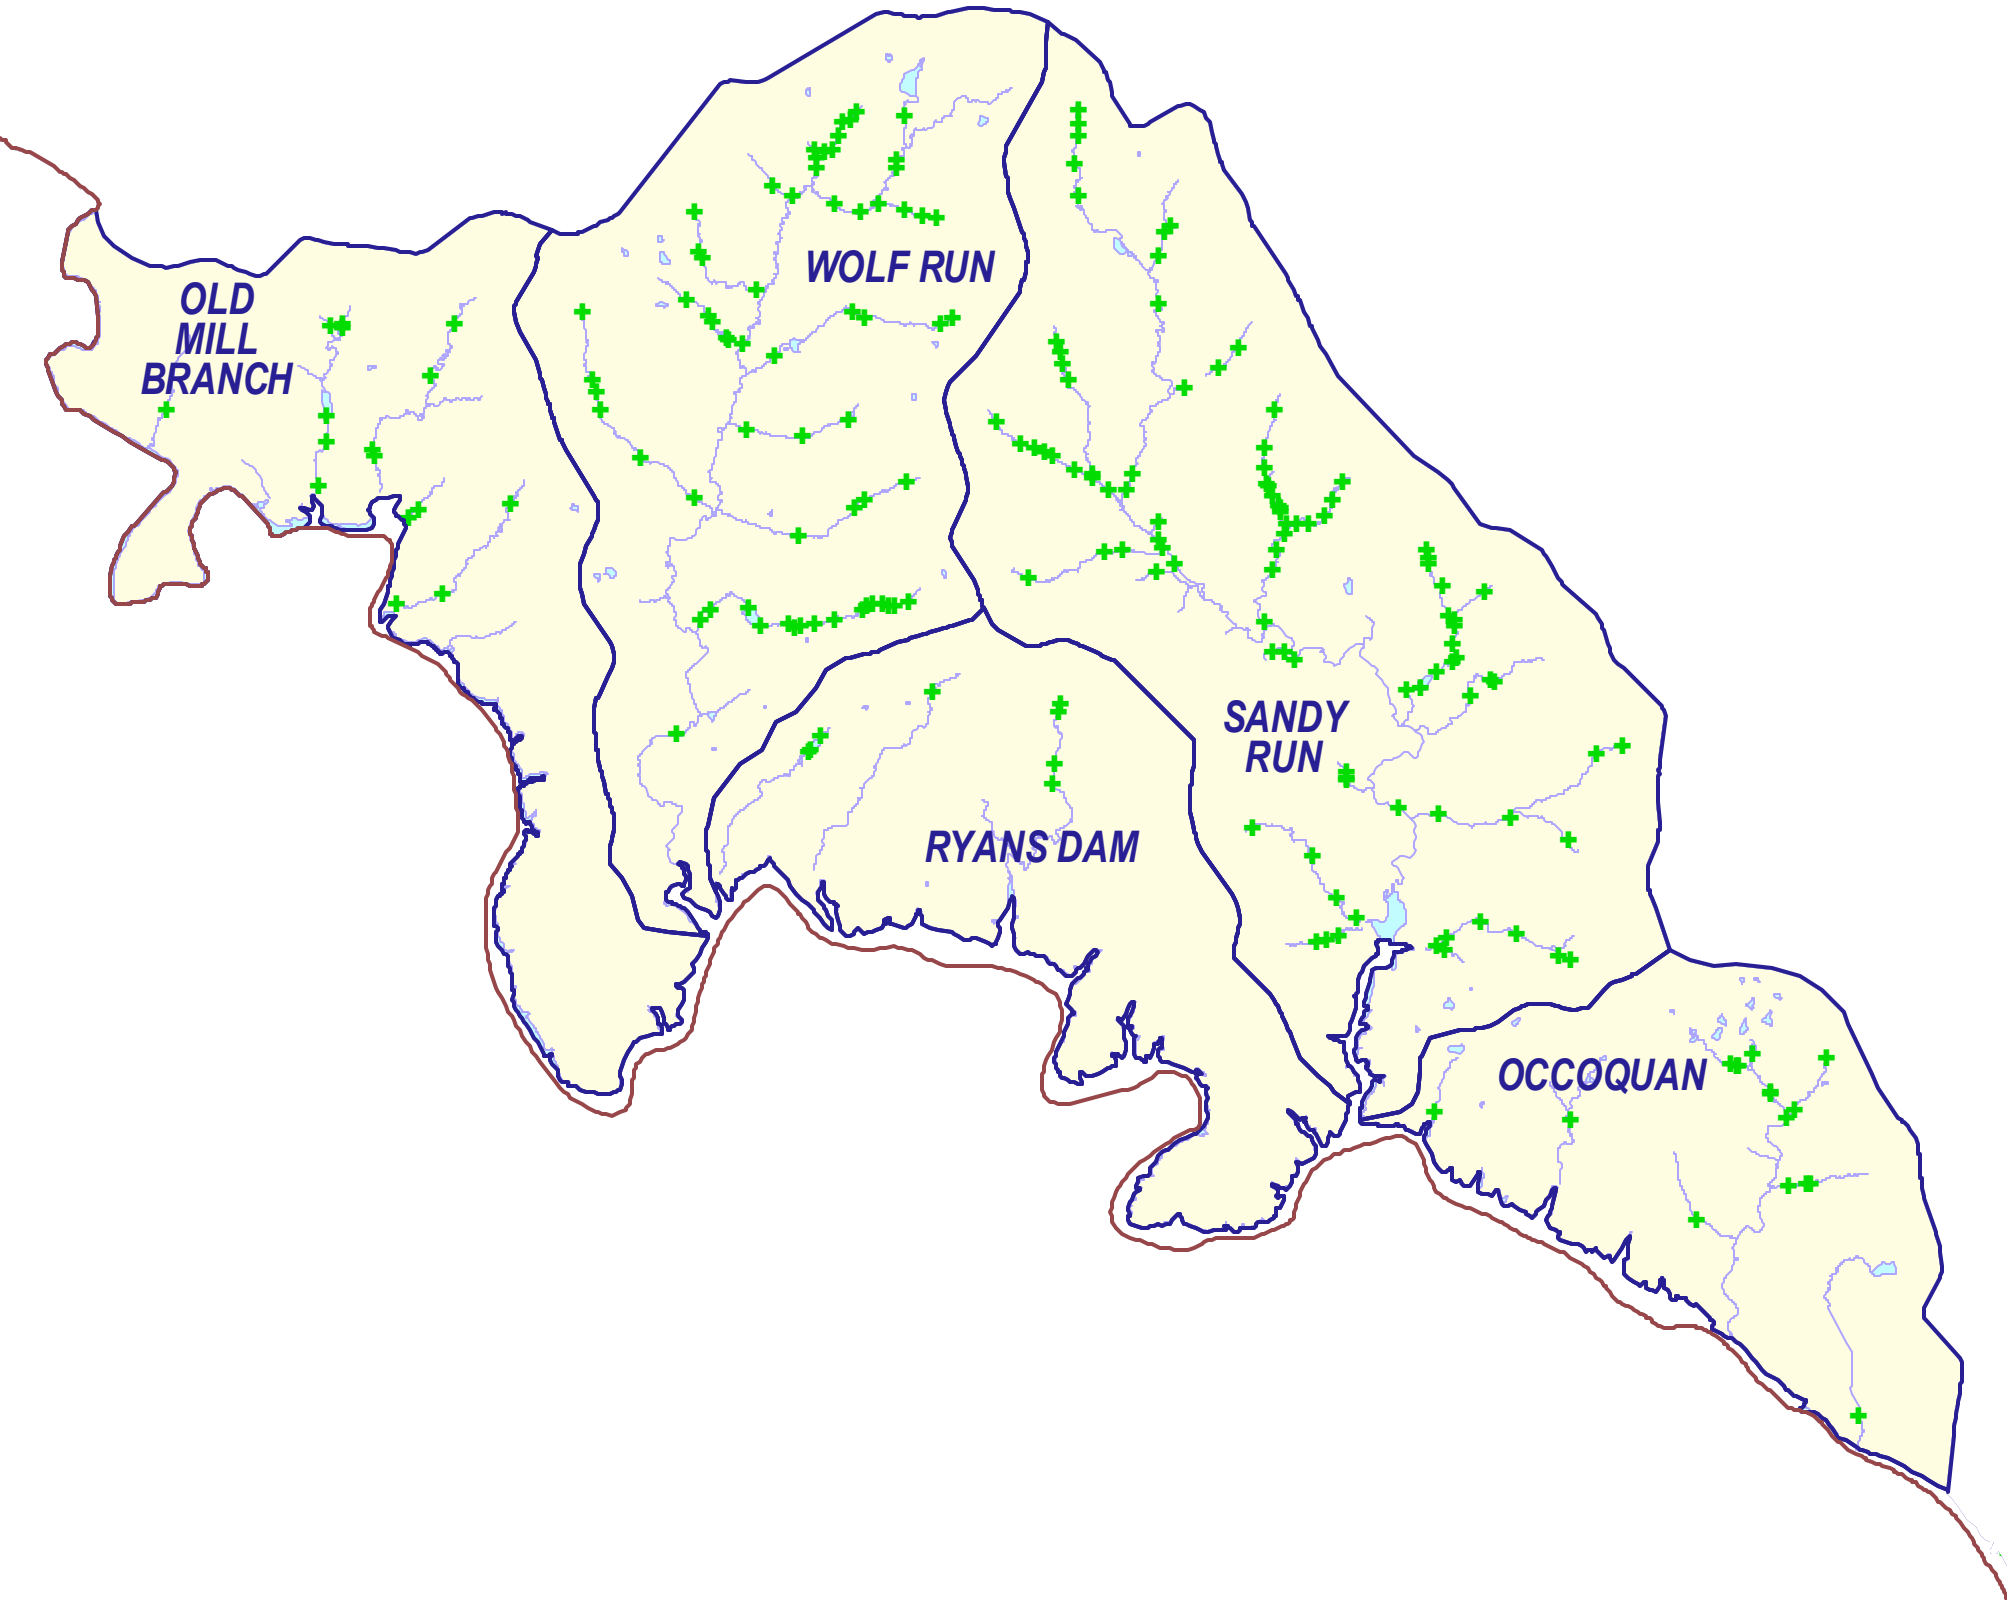 WOLF RUN
OLD
MILL
BRANCH
SANDY
RUN
RYANS DAM
OCCOQUAN